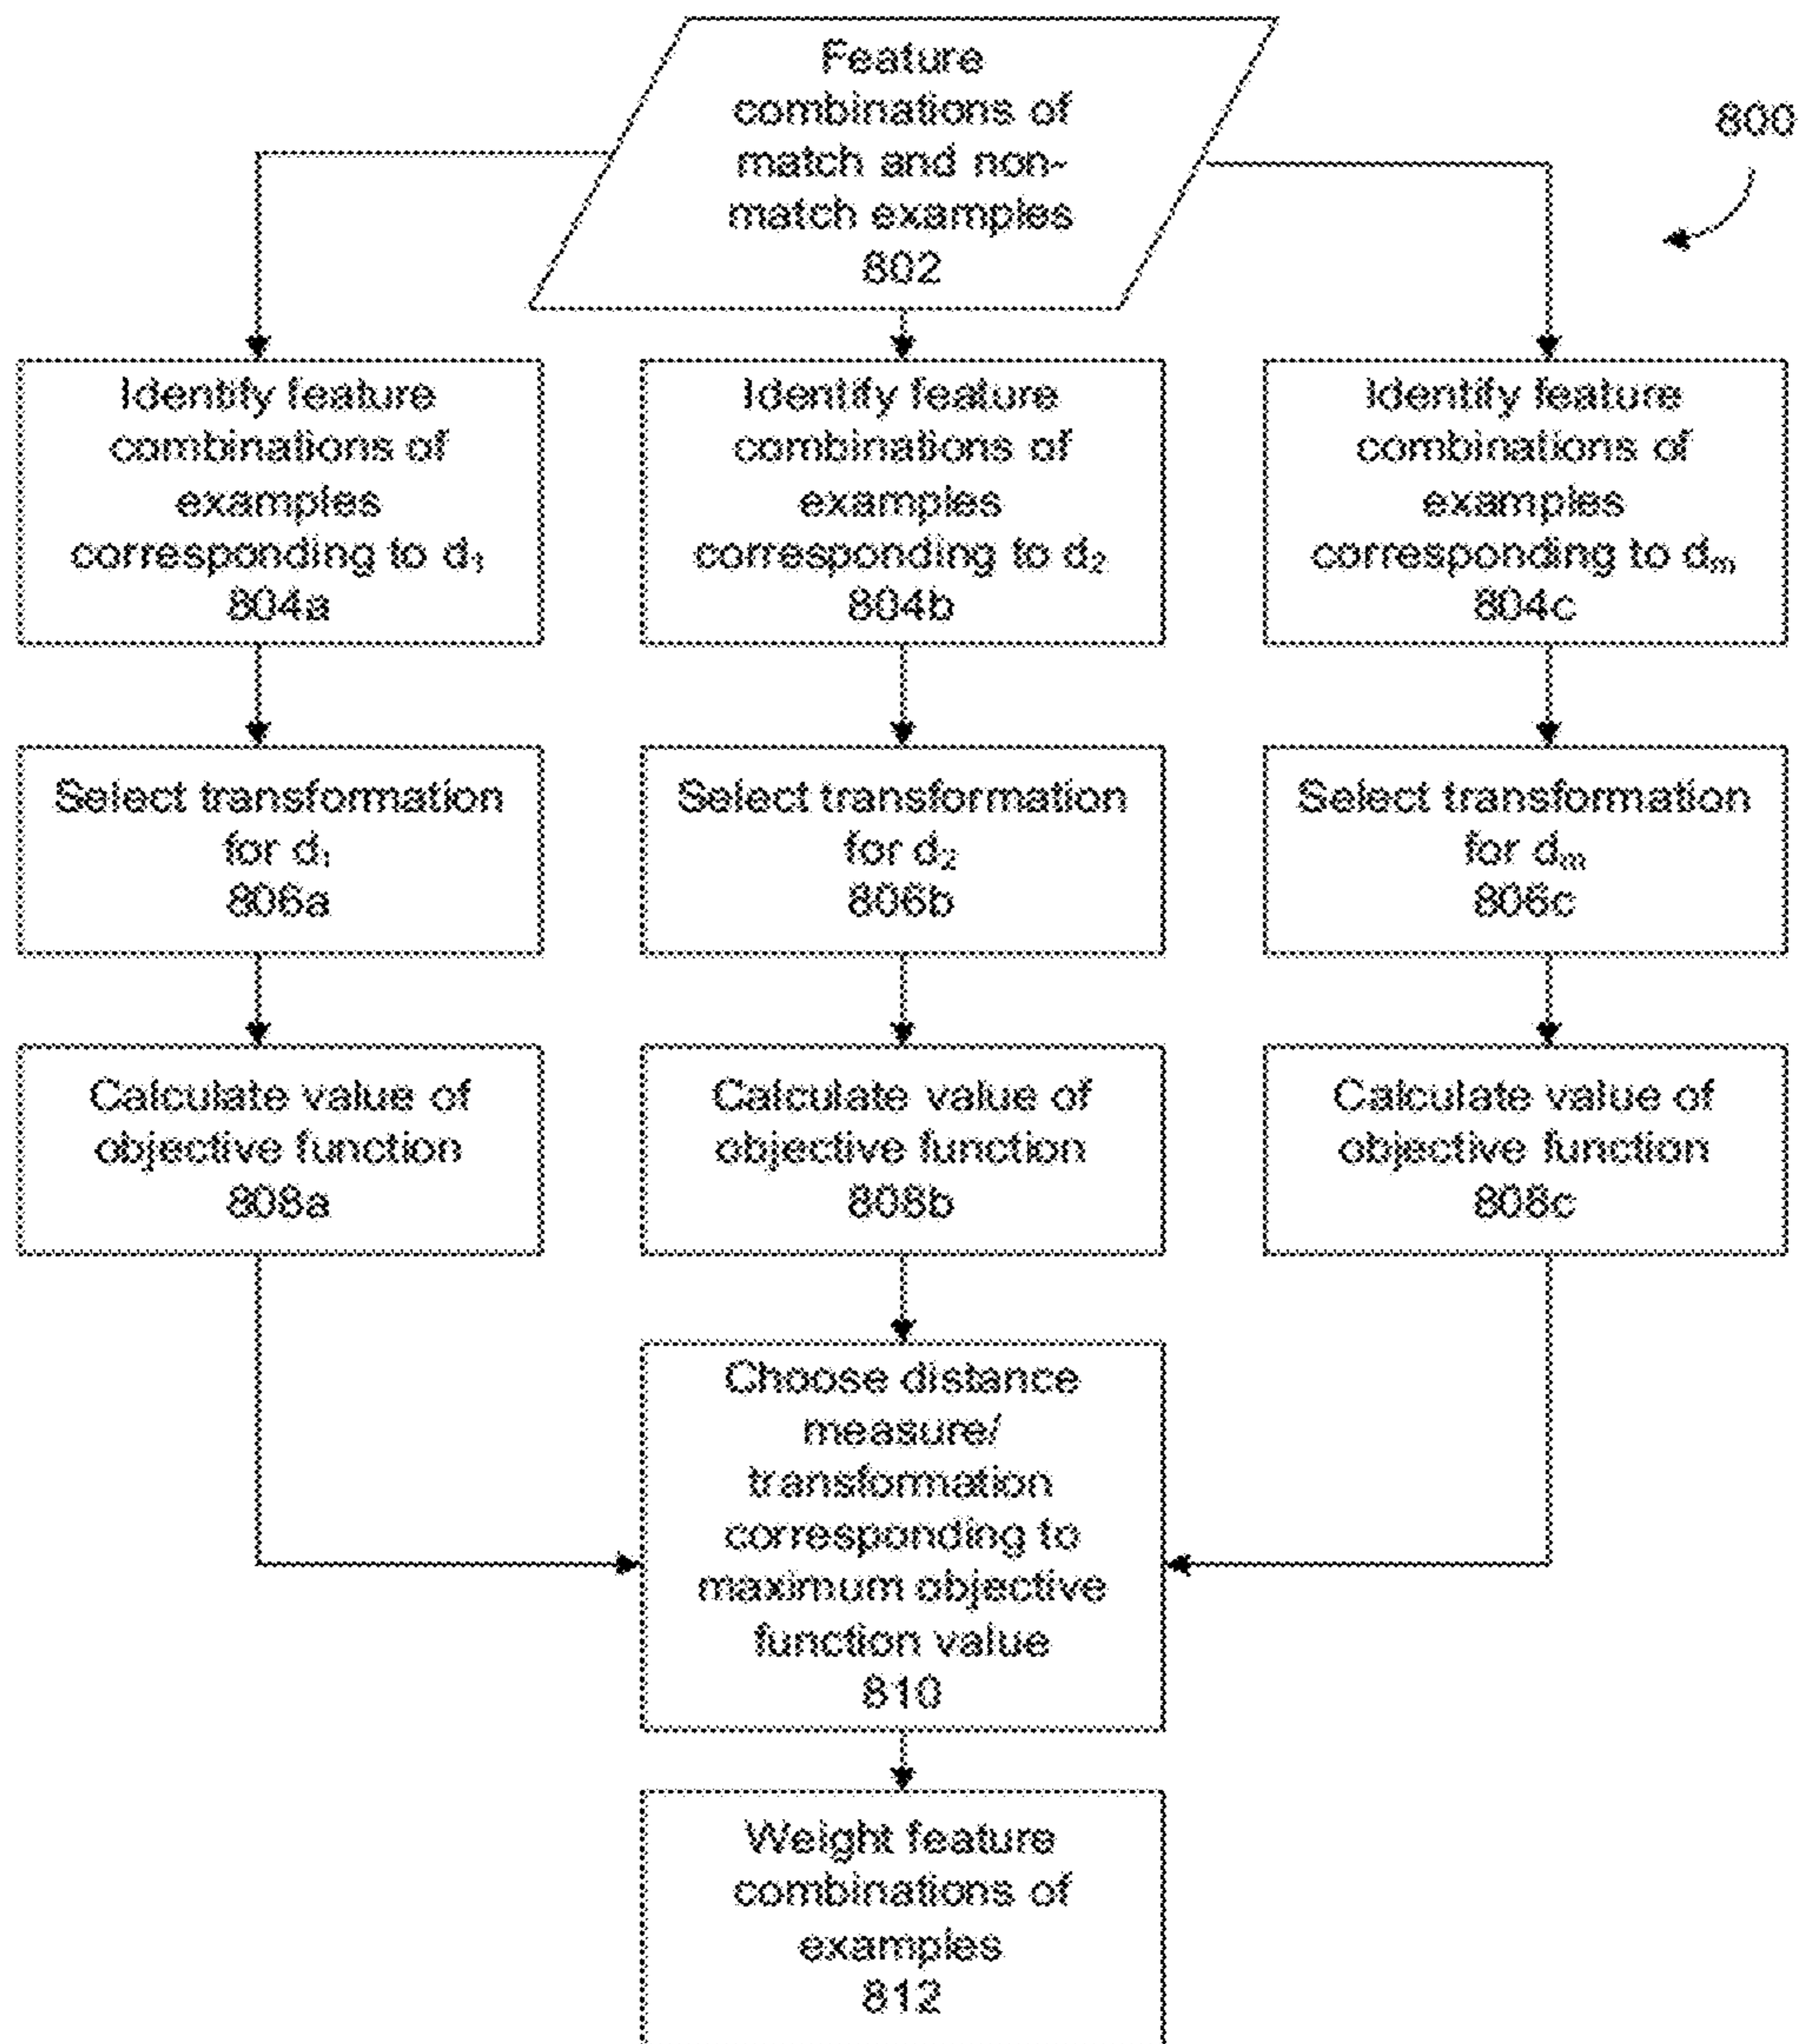 Feature
combinations of
match and non-
match examples
802
800
Identify feature
combinations of
examples
corresponding to d₁
804a
Identify feature
combinations of
examples
corresponding to d₂
804b
Identify feature
combinations of
examples
corresponding to dₘ
804c
Select transformation
for d₁
806a
Select transformation
for d₂
806b
Select transformation
for dₘ
806c
Calculate value of
objective function
808a
Calculate value of
objective function
808b
Calculate value of
objective function
808c
Choose distance
measure/
transformation
corresponding to
maximum objective
function value
810
Weight feature
combinations of
examples
812